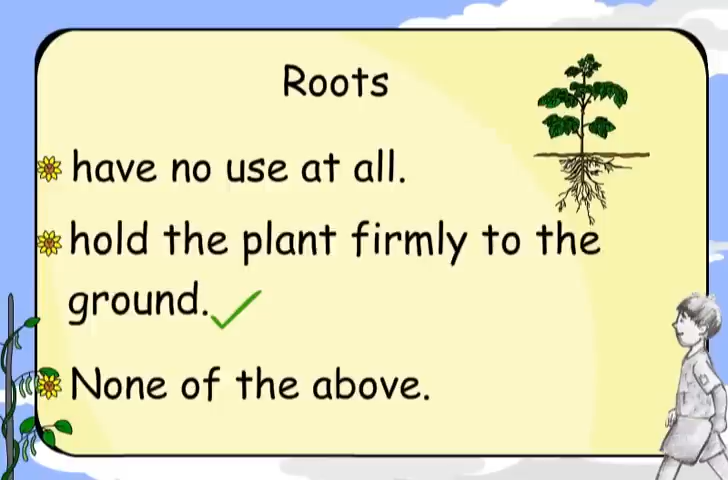 Roots
have no use at all.
hold the plant firmly to the
ground.
None of the above.